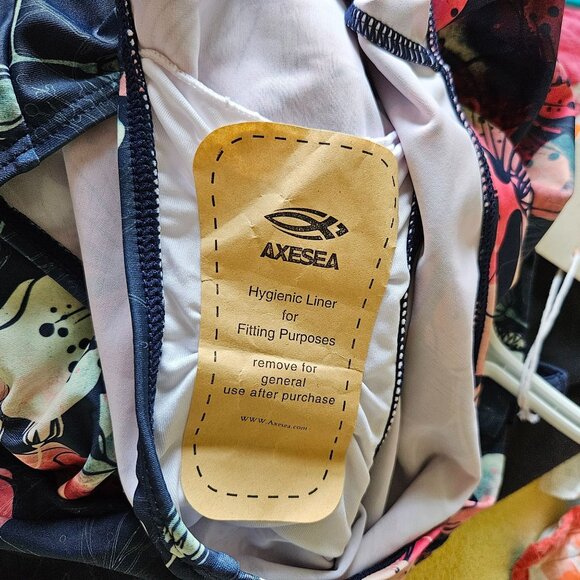 AXESEA
Hygienic Liner
for
Fitting Purposes
remove for
general
use after purchase
www.Axesea.com